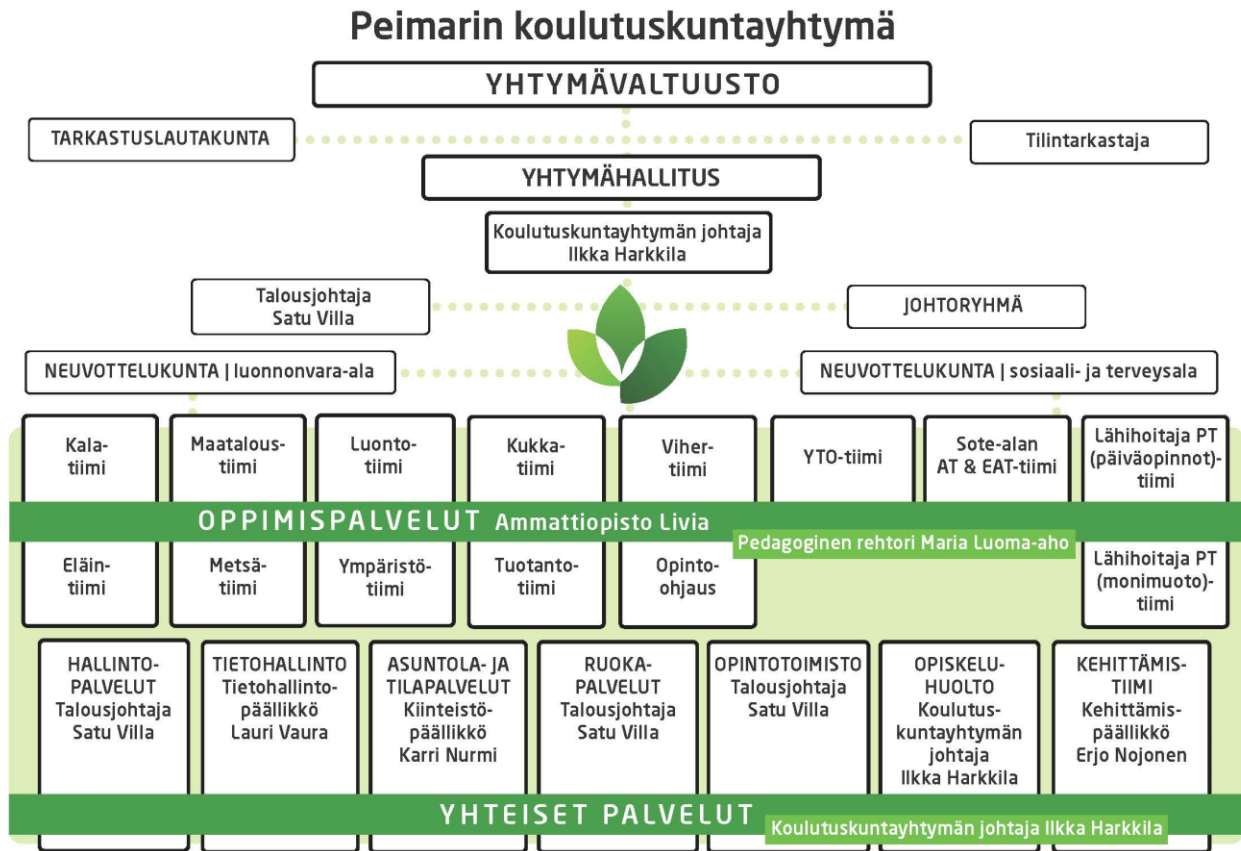 Peimarin koulutuskuntayhtymä
YHTYMÄVALTUUSTO
TARKASTUSLAUTAKUNTA
Tilintarkastaja
YHTYMÄHALLITUS
Koulutuskuntayhtymän johtaja
Ilkka Harkkila
Talousjohtaja
Satu Villa
JOHTORYHMÄ
NEUVOTTELUKUNTA | luonnonvara-ala
NEUVOTTELUKUNTA | sosiaali- ja terveysala
Kala-
tiimi
Maatalous-
tiimi
Luonto-
tiimi
Kukka-
tiimi
Viher-
tiimi
YTO-tiimi
Sote-alan
AT & EAT-tiimi
Lähihoitaja PT
(päiväopinnot)-
tiimi
OPPIMISPALVELUT Ammattiopisto Livia
Pedagoginen rehtori Maria Luoma-aho
Eläin-
tiimi
Metsä-
tiimi
Ympäristö-
tiimi
Tuotanto-
tiimi
Opinto-
ohjaus
Lähihoitaja PT
(monimuoto)-
tiimi
HALLINTO-
PALVELUT
Talousjohtaja
Satu Villa
TIETOHALLINTO
Tietohallinto-
päällikkö
Lauri Vaura
ASUNTOLA- JA
TILAPALVELUT
Kiinteistö-
päällikkö
Karri Nurmi
RUOKA-
PALVELUT
Talousjohtaja
Satu Villa
OPINTOTOIMISTO
Talousjohtaja
Satu Villa
OPISKELU-
HUOLTO
Koulutus-
kuntayhtymän
johtaja
Ilkka Harkkila
KEHITTÄMIS-
TIIMI
Kehittämis-
päällikkö
Erjo Nojonen
YHTEISET PALVELUT
Koulutuskuntayhtymän johtaja Ilkka Harkkila